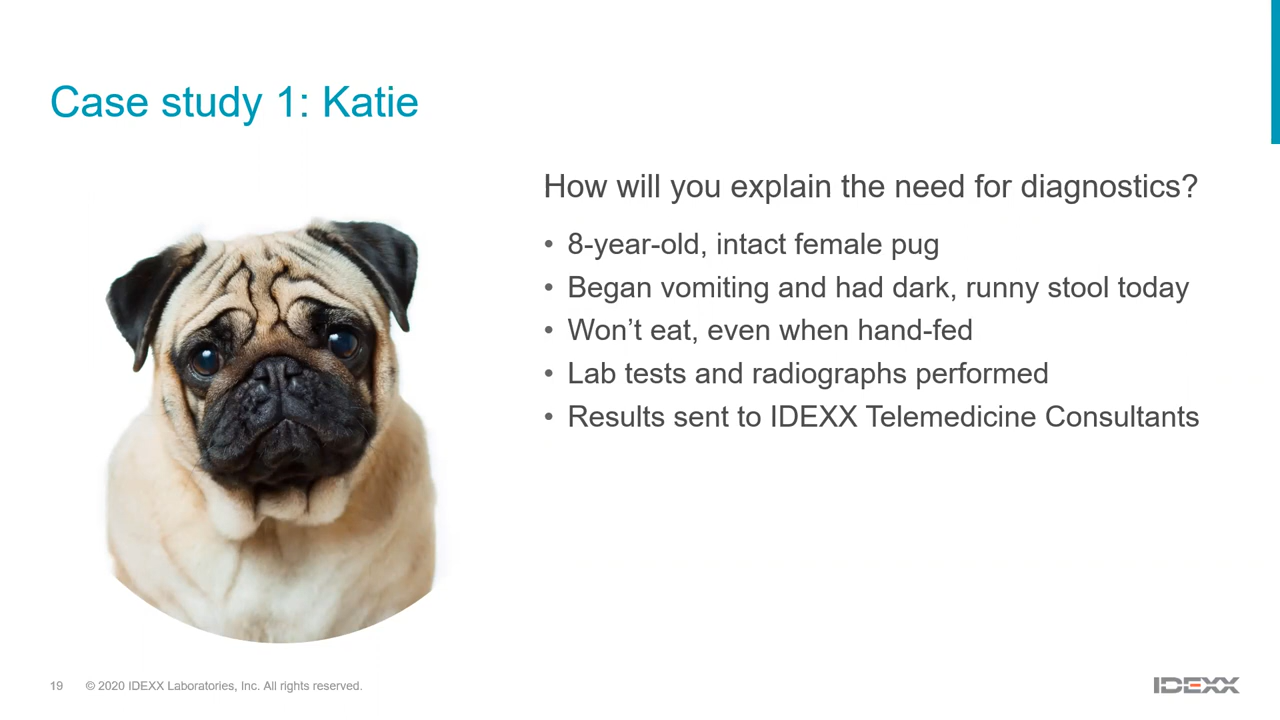 Case study 1: Katie
How will you explain the need for diagnostics?
• 8-year-old, intact female pug
• Began vomiting and had dark, runny stool today
• Won’t eat, even when hand-fed
• Lab tests and radiographs performed
• Results sent to IDEXX Telemedicine Consultants
19 © 2020 IDEXX Laboratories, Inc. All rights reserved.
IDEXX